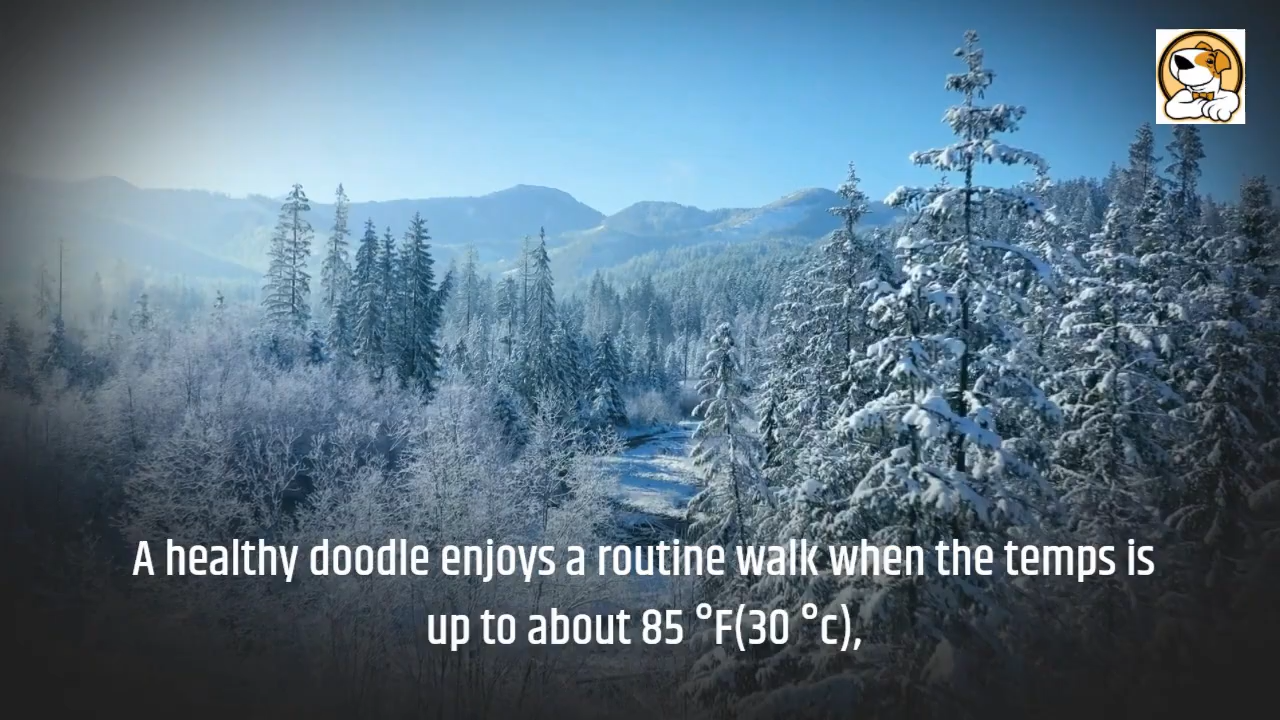 A healthy doodle enjoys a routine walk when the temps is
up to about 85 °F(30 °c),